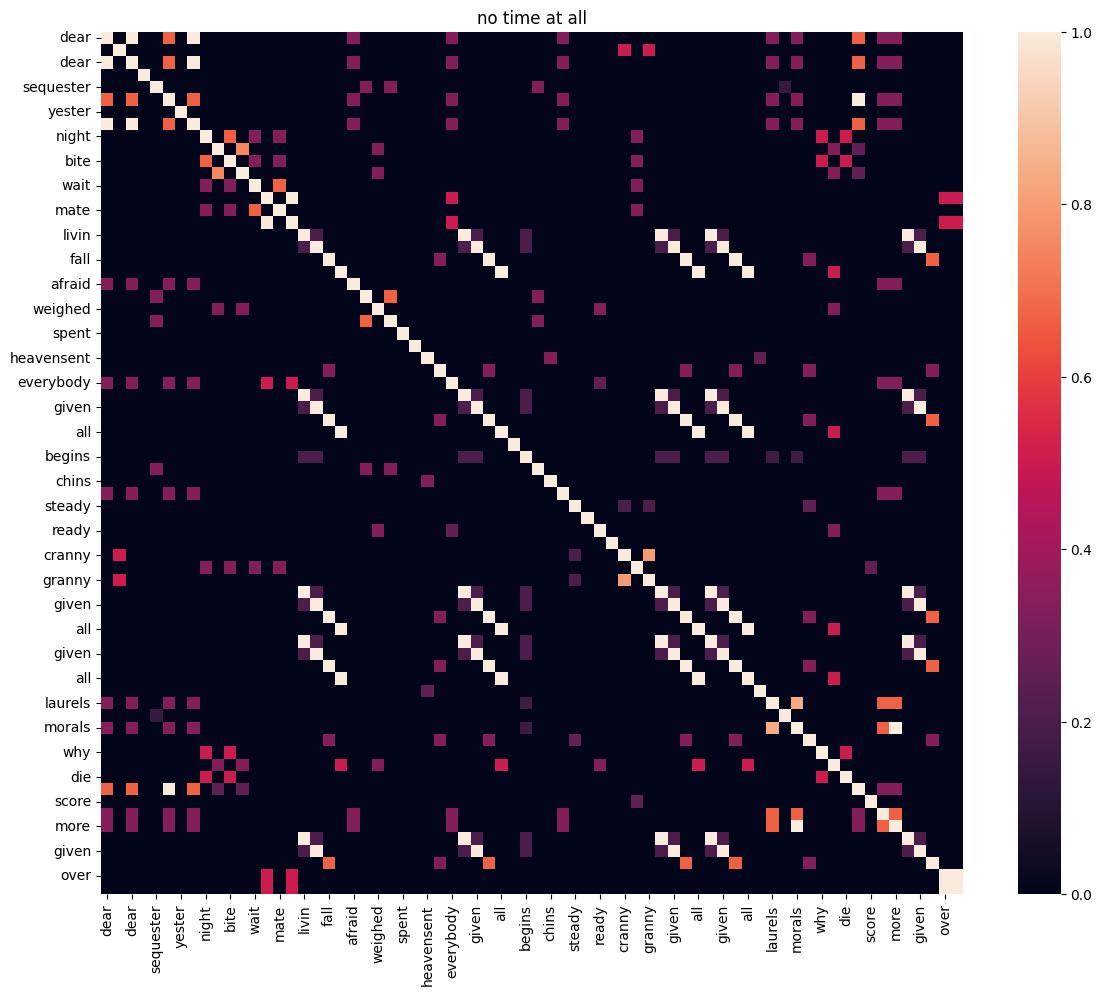 no time at all
dear
dear
sequester
yester
night
bite
wait
mate
livin
fall
afraid
weighed
spent
heavensent
everybody
given
all
begins
chins
steady
ready
cranny
granny
given
all
given
all
laurels
morals
why
die
score
more
given
over
1.0
0.8
0.6
0.4
0.2
0.0
dear
dear
sequester
yester
night
bite
wait
mate
livin
fall
afraid
weighed
spent
heavensent
everybody
given
all
begins
chins
steady
ready
cranny
granny
given
all
given
all
laurels
morals
why
die
score
more
given
over